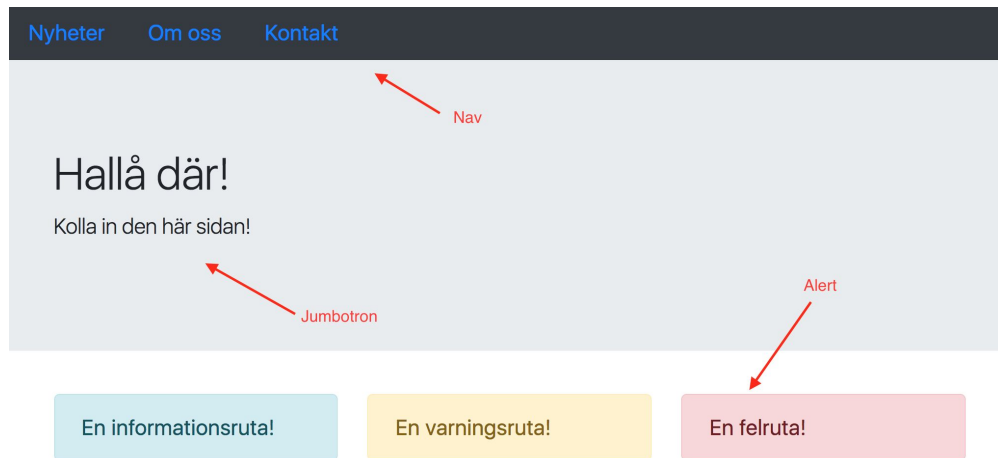 Nyheter Om oss Kontakt
Nav
Hallå där!
Kolla in den här sidan!
Alert
Jumbotron
En informationsruta! En varningsruta! En felruta!